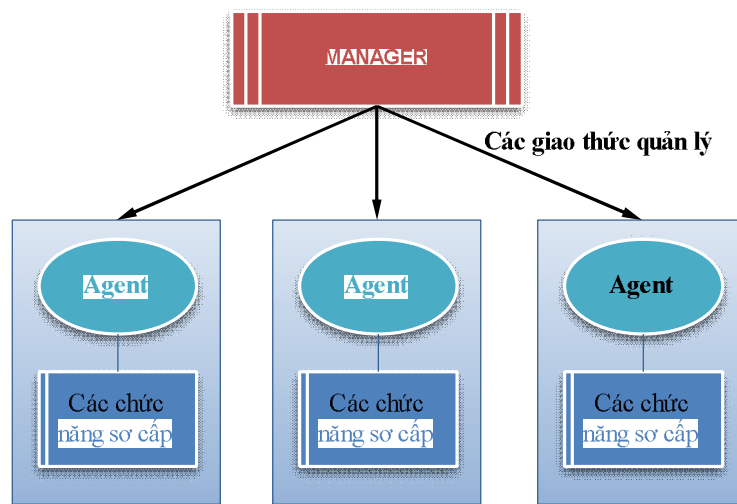 MANAGER
Các giao thức quản lý
Agent
Agent
Agent
Các chức
năng sơ cấp
Các chức
năng sơ cấp
Các chức
năng sơ cấp